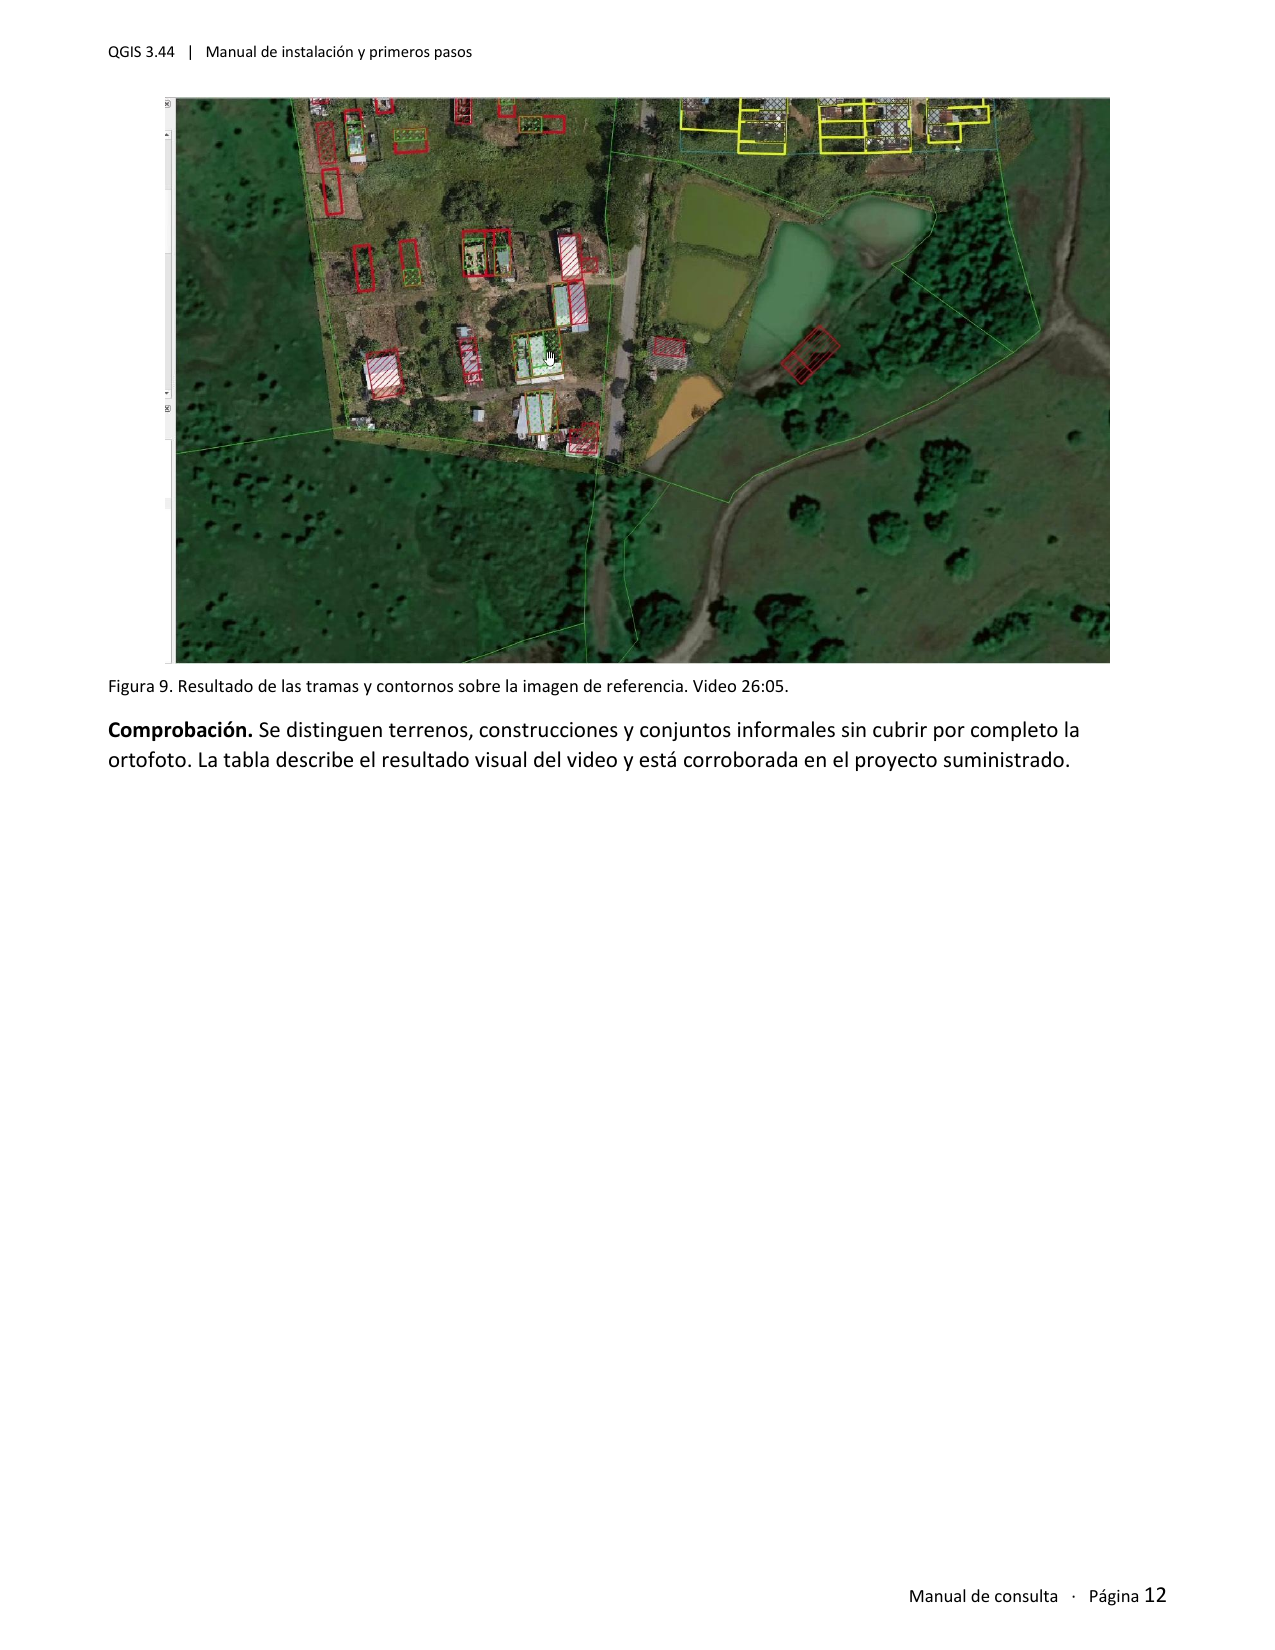 QGIS 3.44 | Manual de instalación y primeros pasos
Figura 9. Resultado de las tramas y contornos sobre la imagen de referencia. Video 26:05.
Comprobación. Se distinguen terrenos, construcciones y conjuntos informales sin cubrir por completo la
ortofoto. La tabla describe el resultado visual del video y está corroborada en el proyecto suministrado.
Manual de consulta · Página 12